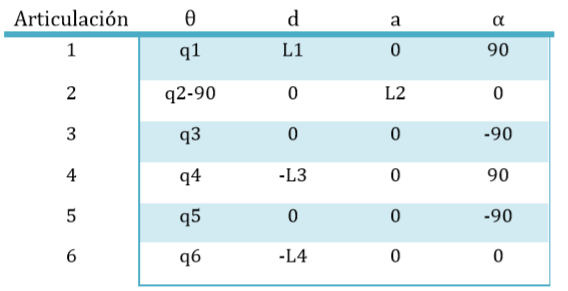 Articulación θ d a α
1 q1 L1 0 90
2 q2-90 0 L2 0
3 q3 0 0 -90
4 q4 -L3 0 90
5 q5 0 0 -90
6 q6 -L4 0 0